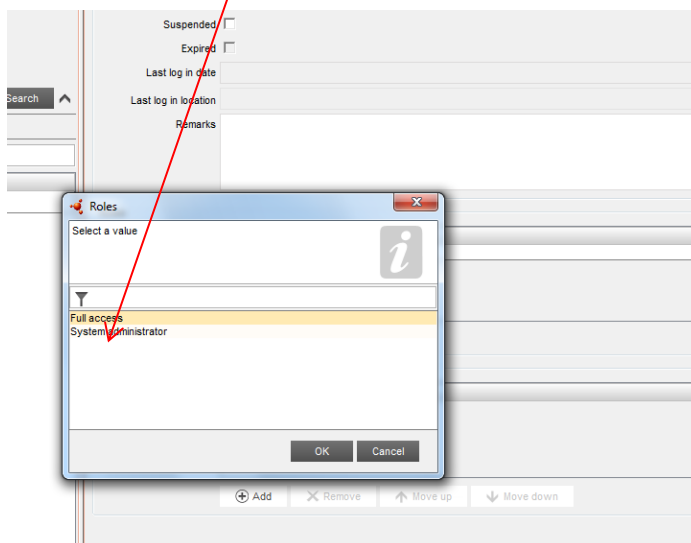 Suspended
Expired
Last log in date
Search
Last log in location
Remarks
Roles
Select a value
Full access
System administrator
OK Cancel
Add Remove Move up Move down